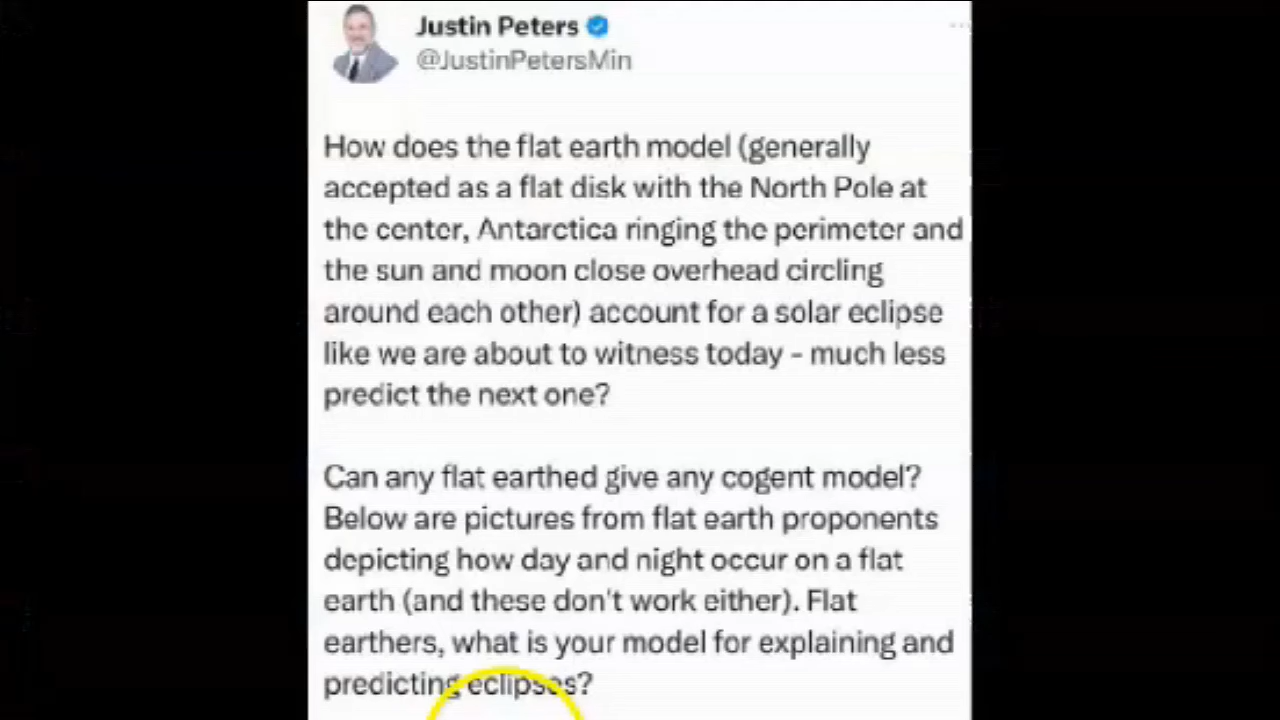 Justin Peters
@JustinPetersMin
How does the flat earth model (generally
accepted as a flat disk with the North Pole at
the center, Antarctica ringing the perimeter and
the sun and moon close overhead circling
around each other) account for a solar eclipse
like we are about to witness today - much less
predict the next one?
Can any flat earthed give any cogent model?
Below are pictures from flat earth proponents
depicting how day and night occur on a flat
earth (and these don't work either). Flat
earthers, what is your model for explaining and
predicting eclipses?